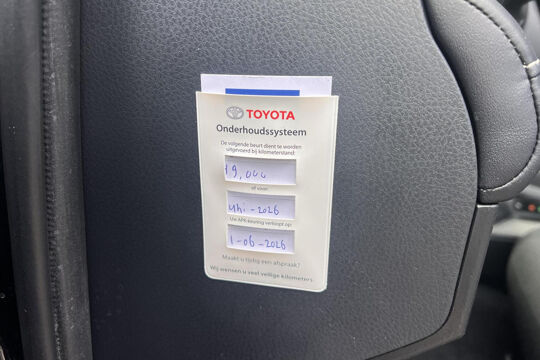 TOYOTA
Onderhoudssysteem
De volgende beurt dient te worden
uitgevoerd bij kilometerstand:
19,000
of voor:
-2026
Uw APK-keuring verloopt op:
1-06-2026
Maakt u tijdig een afspraak?
Wij wensen u veel veilige kilometers